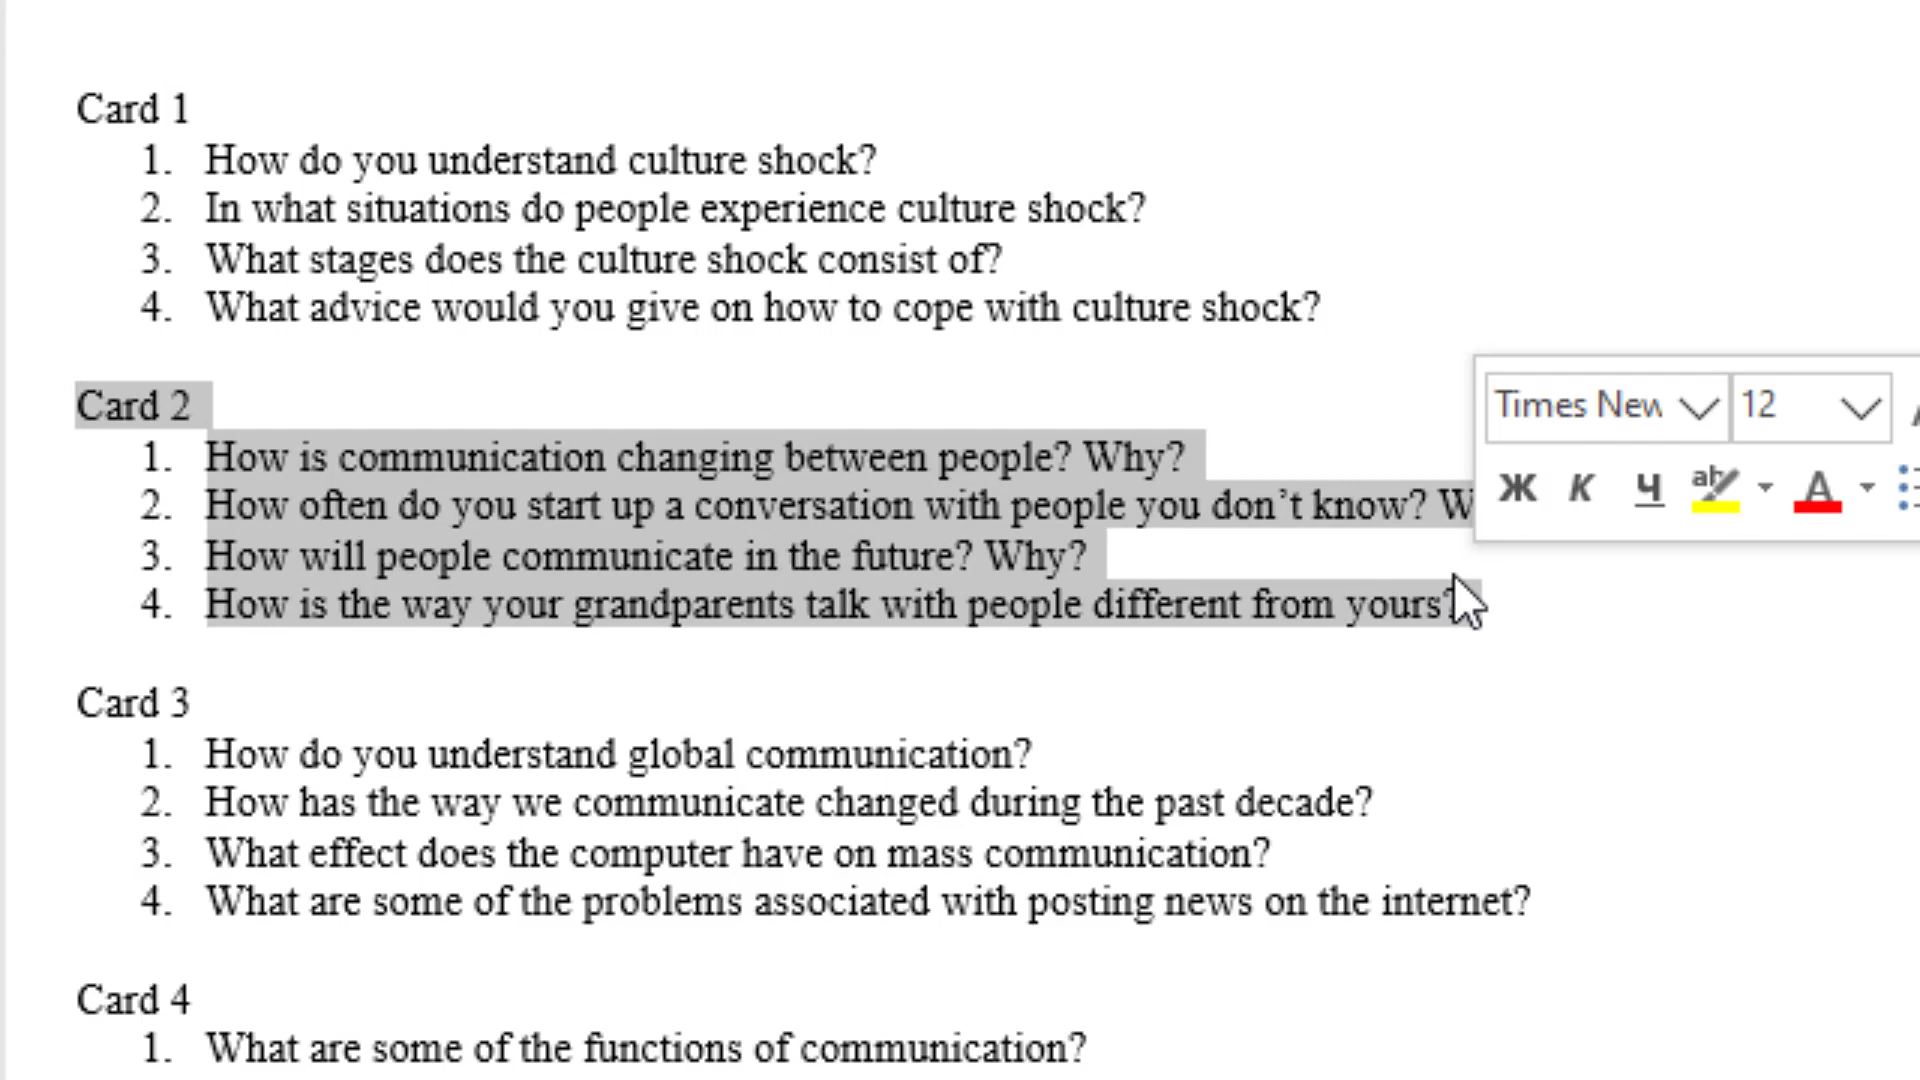 Card 1
1. How do you understand culture shock?
2. In what situations do people experience culture shock?
3. What stages does the culture shock consist of?
4. What advice would you give on how to cope with culture shock?
Card 2
Times New 12
1. How is communication changing between people? Why?
2. How often do you start up a conversation with people you don’t know?
Ж К Ч ab A
3. How will people communicate in the future? Why?
4. How is the way your grandparents talk with people different from yours?
Card 3
1. How do you understand global communication?
2. How has the way we communicate changed during the past decade?
3. What effect does the computer have on mass communication?
4. What are some of the problems associated with posting news on the internet?
Card 4
1. What are some of the functions of communication?